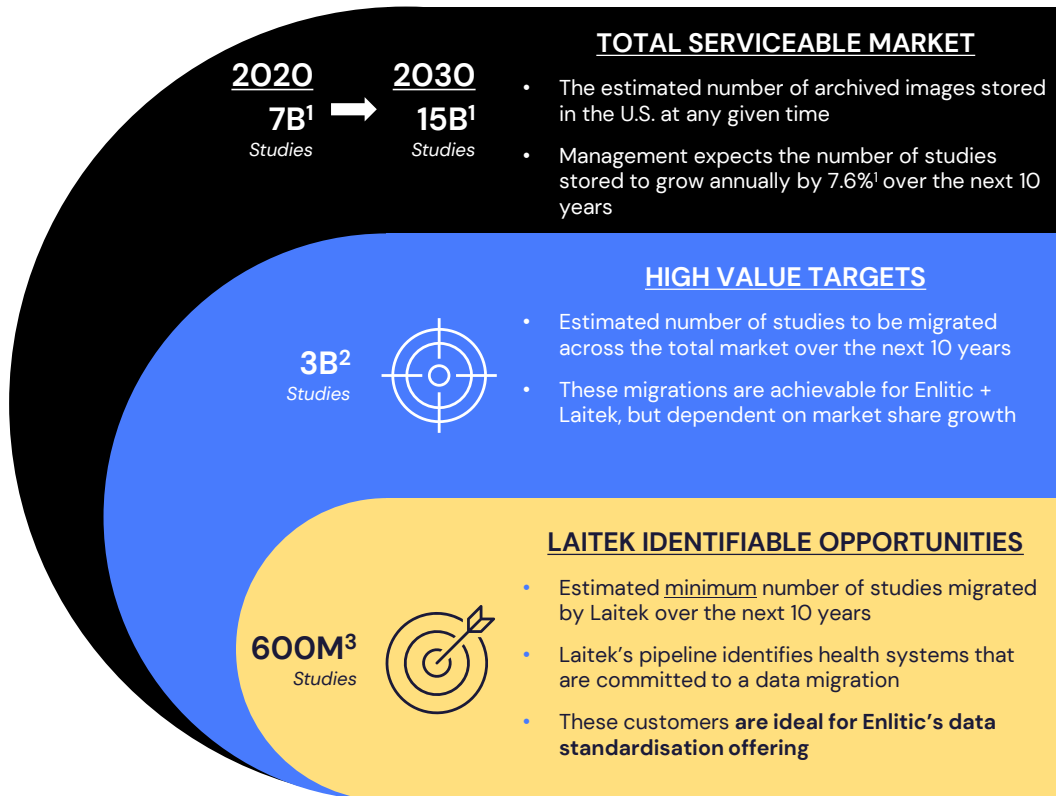 TOTAL SERVICEABLE MARKET
2020
7B¹
Studies
2030
15B¹
Studies
• The estimated number of archived images stored
in the U.S. at any given time
• Management expects the number of studies
stored to grow annually by 7.6%¹ over the next 10
years
HIGH VALUE TARGETS
3B²
Studies
• Estimated number of studies to be migrated
across the total market over the next 10 years
• These migrations are achievable for Enlitic +
Laitek, but dependent on market share growth
LAITEK IDENTIFIABLE OPPORTUNITIES
600M³
Studies
• Estimated minimum number of studies migrated
by Laitek over the next 10 years
• Laitek’s pipeline identifies health systems that
are committed to a data migration
• These customers are ideal for Enlitic’s data
standardisation offering